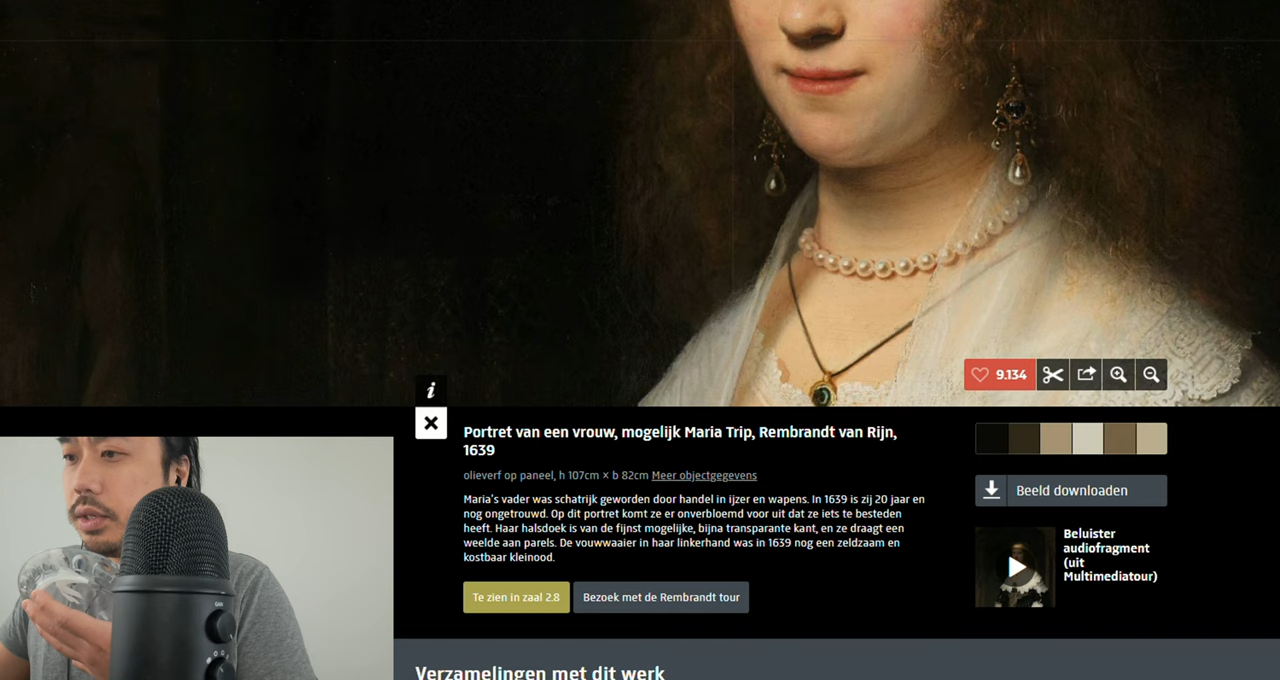 9.134
i
Portret van een vrouw, mogelijk Maria Trip, Rembrandt van Rijn,
1639
olieverf op paneel, h 107cm × b 82cm Meer objectgegevens
Maria's vader was schatrijk geworden door handel in ijzer en wapens. In 1639 is zij 20 jaar en
nog ongetrouwd. Op dit portret komt ze er onverbloemd voor uit dat ze iets te besteden
heeft. Haar halsdoek is van de fijnst mogelijke, bijna transparante kant, en ze draagt een
weelde aan parels. De vouwwaaier in haar linkerhand was in 1639 nog een zeldzaam en
kostbaar kleinood.
Te zien in zaal 2.8
Bezoek met de Rembrandt tour
Beeld downloaden
Beluister
audiofragment
(uit
Multimediatour)
GAIN
Verzamelingen met dit werk